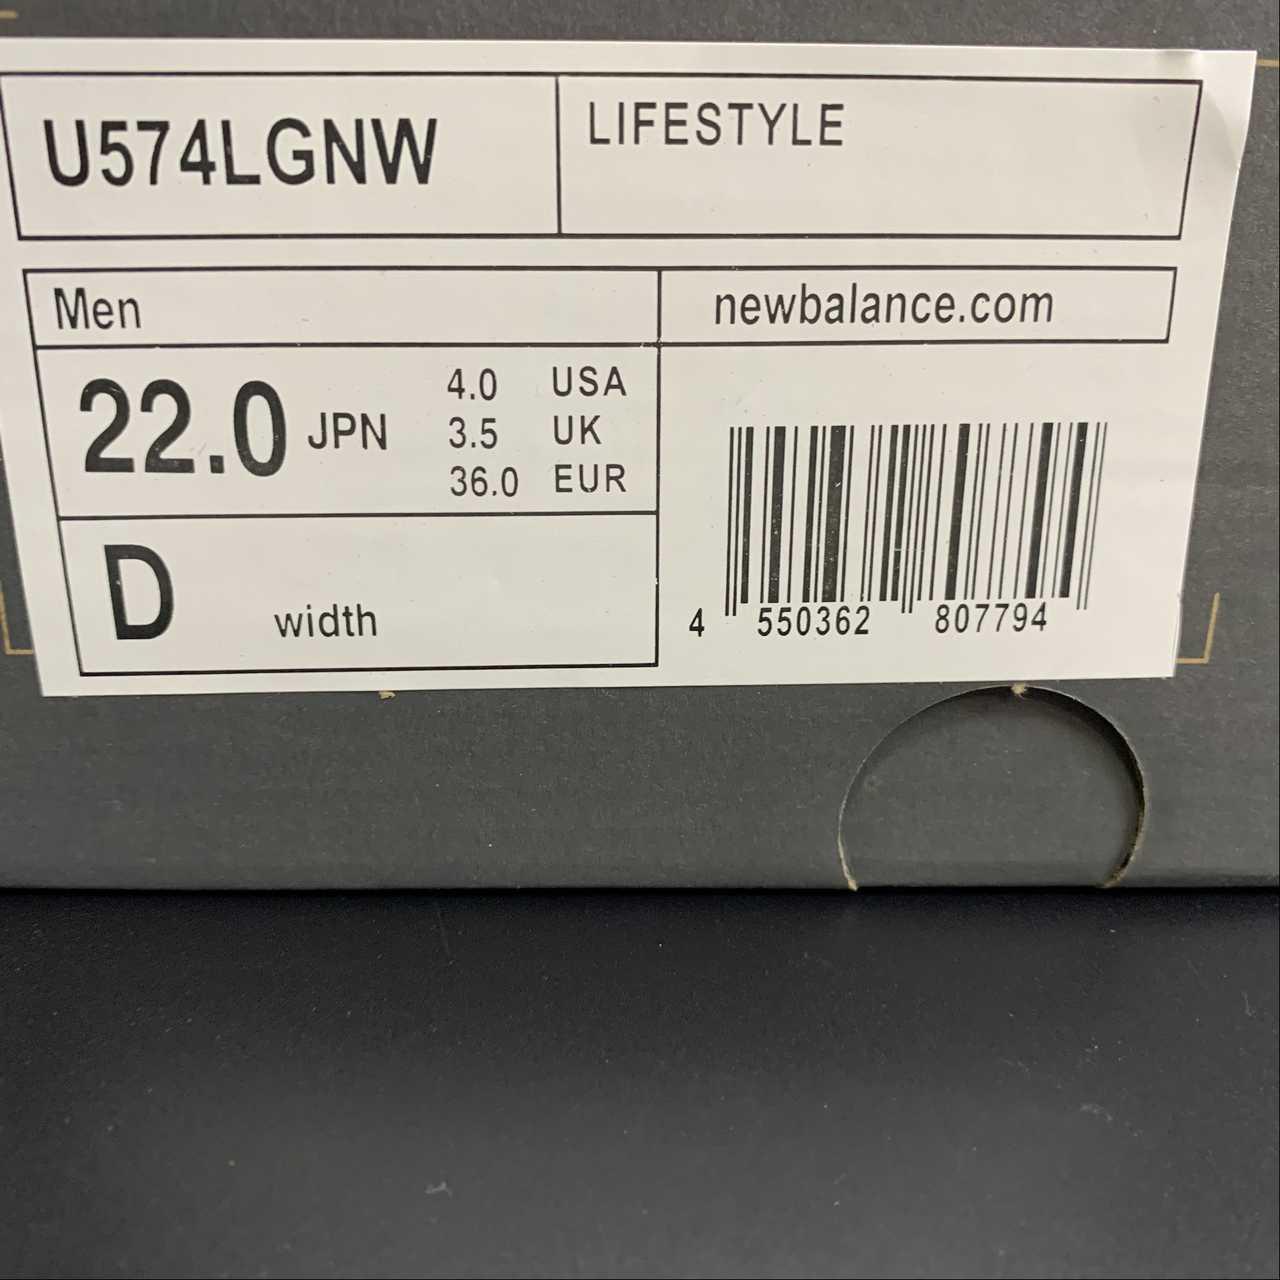 U574LGNW
LIFESTYLE
Men
newbalance.com
22.0 JPN
4.0 USA
3.5 UK
36.0 EUR
D width
4 550362 807794